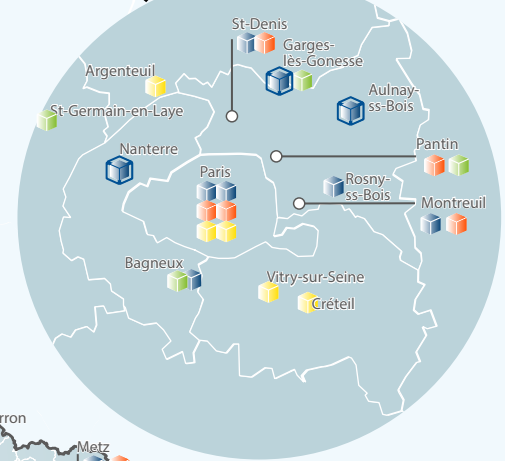 St-Denis
Garges-
lès-Gonesse
Argenteuil
Aulnay-
ss-Bois
St-Germain-en-Laye
Nanterre
Pantin
Paris
Rosny-
ss-Bois
Montreuil
Bagneux
Vitry-sur-Seine
Créteil
rron
Metz